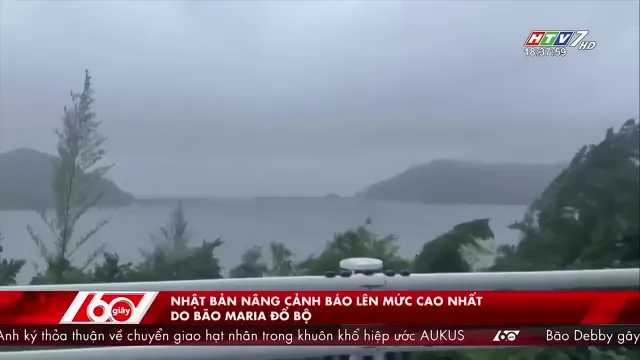 HTV7 HD
18:37:59
60 giây
NHẬT BẢN NÂNG CẢNH BÁO LÊN MỨC CAO NHẤT
DO BÃO MARIA ĐỔ BỘ
Anh ký thỏa thuận về chuyển giao hạt nhân trong khuôn khổ hiệp ước AUKUS 60 Bão Debby gây